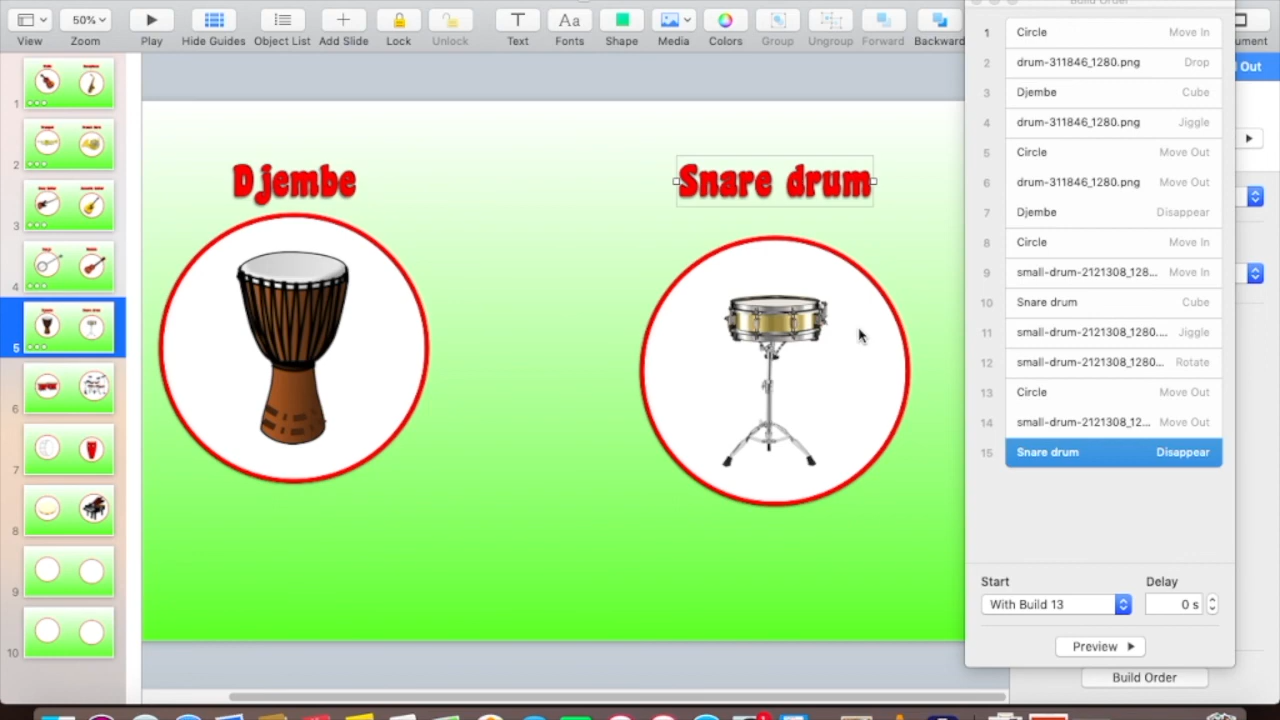 Build Order
50%
View
Zoom
Play
Hide Guides
Object List
Add Slide
Lock
Unlock
Text
Aa
Fonts
Shape
Media
Colors
Group
Ungroup
Forward
Backward
ument
Out
1
2
3
4
5
6
7
8
9
10
Djembe
Snare drum
1 Circle Move In
2 drum-311846_1280.png Drop
3 Djembe Cube
4 drum-311846_1280.png Jiggle
5 Circle Move Out
6 drum-311846_1280.png Move Out
7 Djembe Disappear
8 Circle Move In
9 small-drum-2121308_128... Move In
10 Snare drum Cube
11 small-drum-2121308_1280.... Jiggle
12 small-drum-2121308_1280... Rotate
13 Circle Move Out
14 small-drum-2121308_12... Move Out
15 Snare drum Disappear
Start Delay
With Build 13 0 s
Preview
Build Order